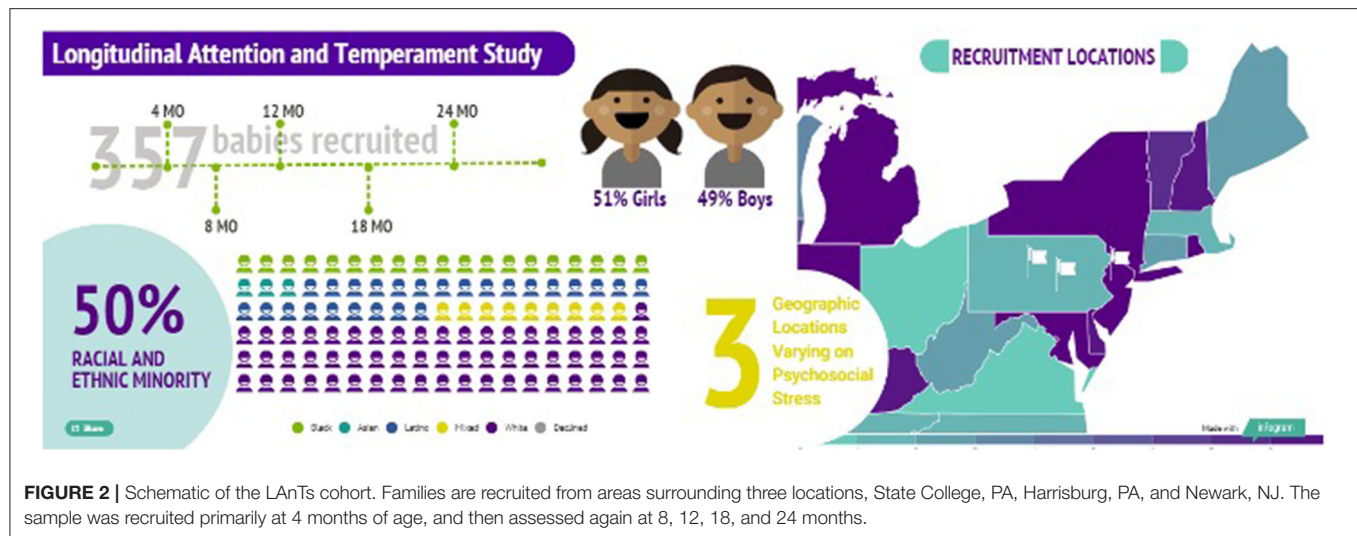 Longitudinal Attention and Temperament Study
4 MO
12 MO
24 MO
357 babies recruited
8 MO
18 MO
51% Girls
49% Boys
50%
RACIAL AND
ETHNIC MINORITY
Share
Black
Asian
Latino
Mixed
White
Declined
RECRUITMENT LOCATIONS
3
Geographic
Locations
Varying on
Psychosocial
Stress
Made with
infogram
FIGURE 2 | Schematic of the LAnTs cohort. Families are recruited from areas surrounding three locations, State College, PA, Harrisburg, PA, and Newark, NJ. The
sample was recruited primarily at 4 months of age, and then assessed again at 8, 12, 18, and 24 months.